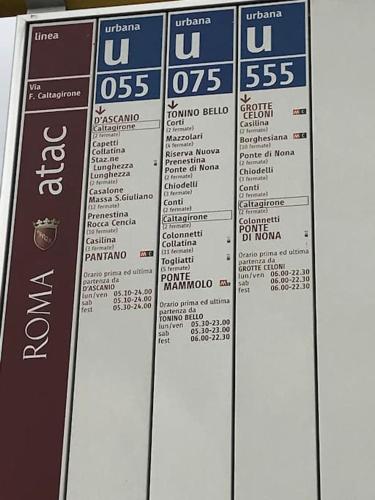 linea
Via
F. Caltagirone
atac
ROMA
urbana
u
055
D'ASCANIO
Caltagirone
(2 fermate)
Capetti
Collatina
Staz.ne
Lunghezza
Lunghezza
(2 fermate)
Casalone
Massa S.Giuliano
(12 fermate)
Prenestina
Rocca Cencia
(10 fermate)
Casilina
(3 fermate)
PANTANO
Orario prima ed ultima
partenza da
D'ASCANIO
lun/ven 05.10-24.00
sab 05.10-24.00
fest 05.30-24.00
urbana
u
075
TONINO BELLO
Corti
(2 fermate)
Mazzolari
(4 fermate)
Riserva Nuova
Prenestina
Ponte di Nona
(2 fermate)
Chiodelli
(2 fermate)
Conti
(2 fermate)
Caltagirone
(2 fermate)
Colonnetti
Collatina
(11 fermate)
Togliatti
(5 fermate)
PONTE
MAMMOLO
Orario prima ed ultima
partenza da
TONINO BELLO
lun/ven 05.30-23.00
sab 05.30-23.00
fest 06.00-22.30
urbana
u
555
GROTTE
CELONI
Casilina
(2 fermate)
Borghesiana
(10 fermate)
Ponte di Nona
(2 fermate)
Chiodelli
(3 fermate)
Conti
(2 fermate)
Caltagirone
(2 fermate)
Colonnetti
PONTE
DI NONA
Orario prima ed ultima
partenza da
GROTTE CELONI
lun/ven 06.00-22.30
sab 06.00-22.30
fest 06.00-22.30